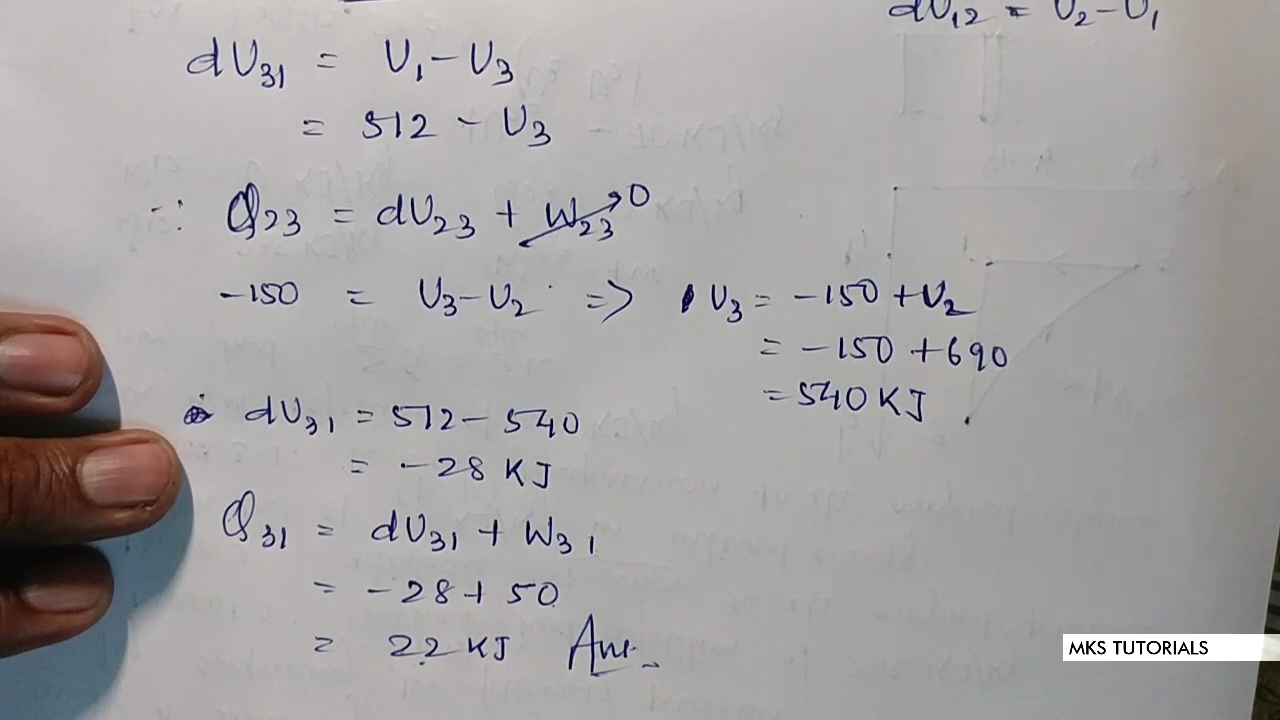 dU12 = U2 - U1
dU31 = U1 - U3
= 512 - U3
∵ Q23 = dU23 + W23 → 0
-150 = U3 - U2 => U3 = -150 + U2
= -150 + 690
= 540 KJ
dU31 = 512 - 540
= -28 KJ
Q31 = dU31 + W31
= -28 + 50
= 22 KJ Ans.
MKS TUTORIALS